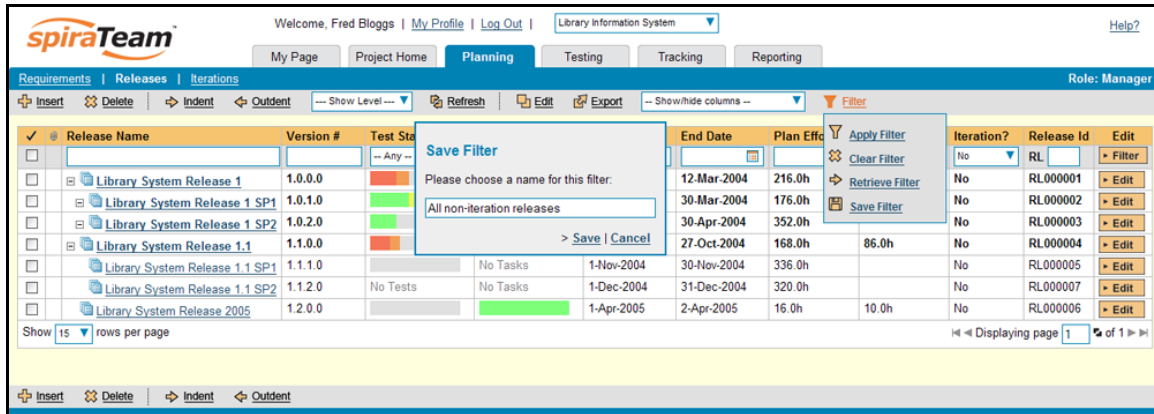 spiraTeam
Welcome, Fred Bloggs | My Profile | Log Out | Library Information System Help?
My Page Project Home Planning Testing Tracking Reporting
Requirements | Releases | Iterations Role: Manager
Insert Delete Indent Outdent --- Show Level --- Refresh Edit Export -- Show/hide columns -- Filter
Release Name Version # Test Sta End Date Plan Effo Iteration? Release Id Edit
-- Any -- No RL Filter
Apply Filter
Clear Filter
Retrieve Filter
Save Filter
Save Filter
Please choose a name for this filter:
All non-iteration releases
> Save | Cancel
Library System Release 1 1.0.0.0 12-Mar-2004 216.0h No RL000001 Edit
Library System Release 1 SP1 1.0.1.0 30-Mar-2004 176.0h No RL000002 Edit
Library System Release 1 SP2 1.0.2.0 30-Apr-2004 352.0h No RL000003 Edit
Library System Release 1.1 1.1.0.0 27-Oct-2004 168.0h 86.0h No RL000004 Edit
Library System Release 1.1 SP1 1.1.1.0 No Tasks 1-Nov-2004 30-Nov-2004 336.0h No RL000005 Edit
Library System Release 1.1 SP2 1.1.2.0 No Tests No Tasks 1-Dec-2004 31-Dec-2004 320.0h No RL000007 Edit
Library System Release 2005 1.2.0.0 1-Apr-2005 2-Apr-2005 16.0h 10.0h No RL000006 Edit
Show 15 rows per page Displaying page 1 of 1
Insert Delete Indent Outdent